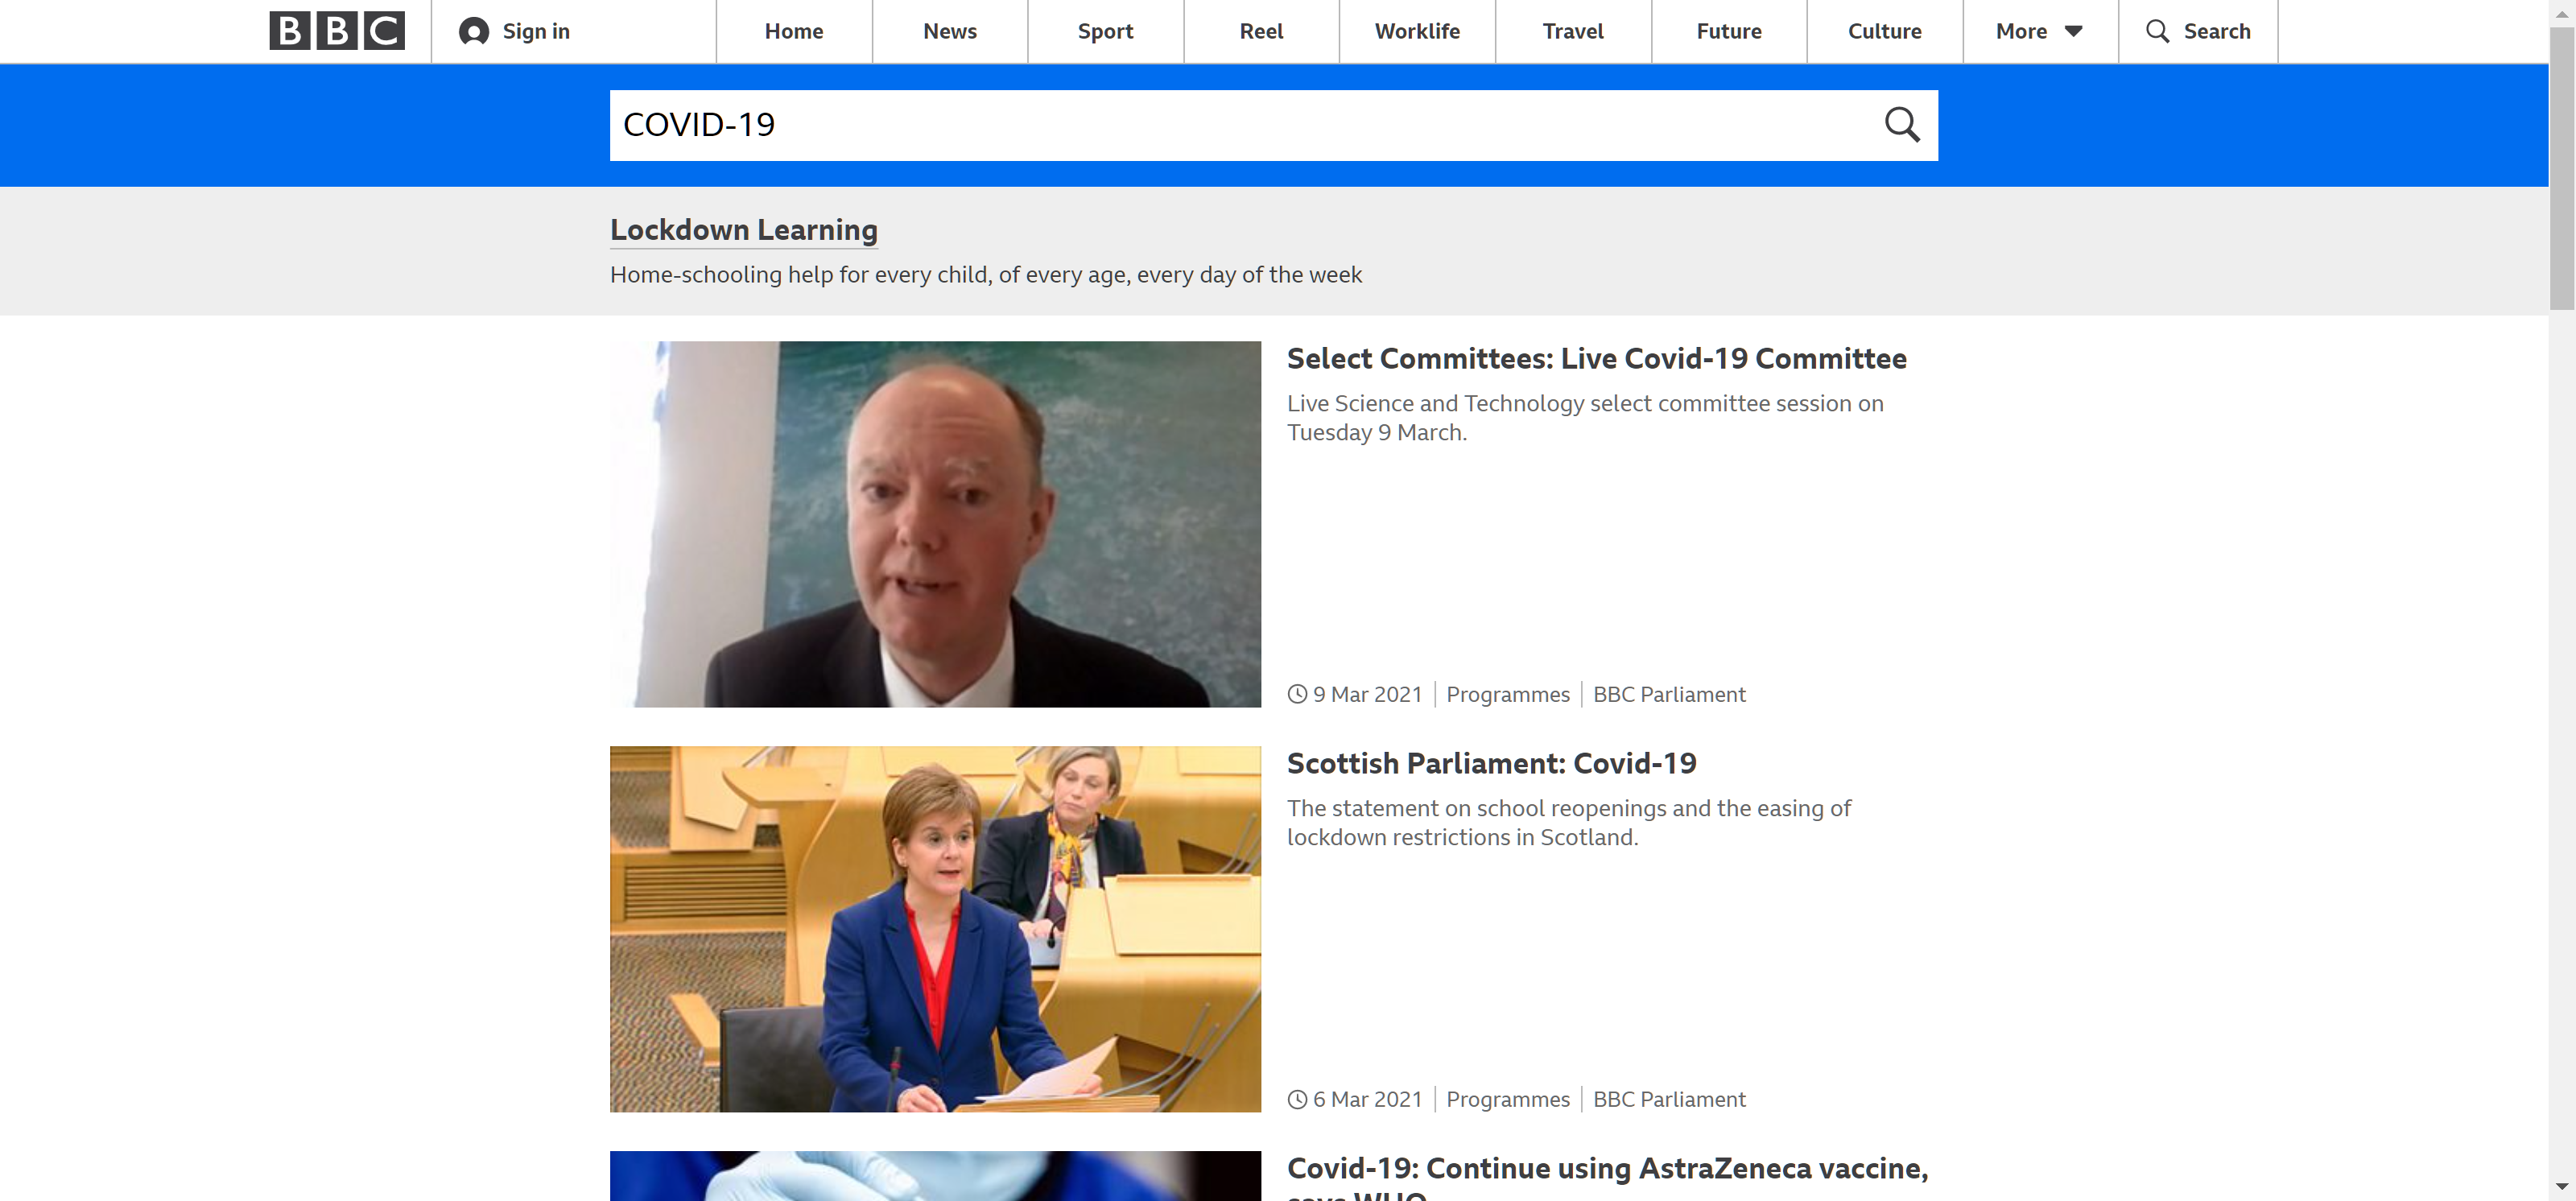 BBC
Sign in
Home
News
Sport
Reel
Worklife
Travel
Future
Culture
More
Search
COVID-19
Lockdown Learning
Home-schooling help for every child, of every age, every day of the week
Select Committees: Live Covid-19 Committee
Live Science and Technology select committee session on
Tuesday 9 March.
9 Mar 2021 Programmes BBC Parliament
Scottish Parliament: Covid-19
The statement on school reopenings and the easing of
lockdown restrictions in Scotland.
6 Mar 2021 Programmes BBC Parliament
Covid-19: Continue using AstraZeneca vaccine,
says WHO